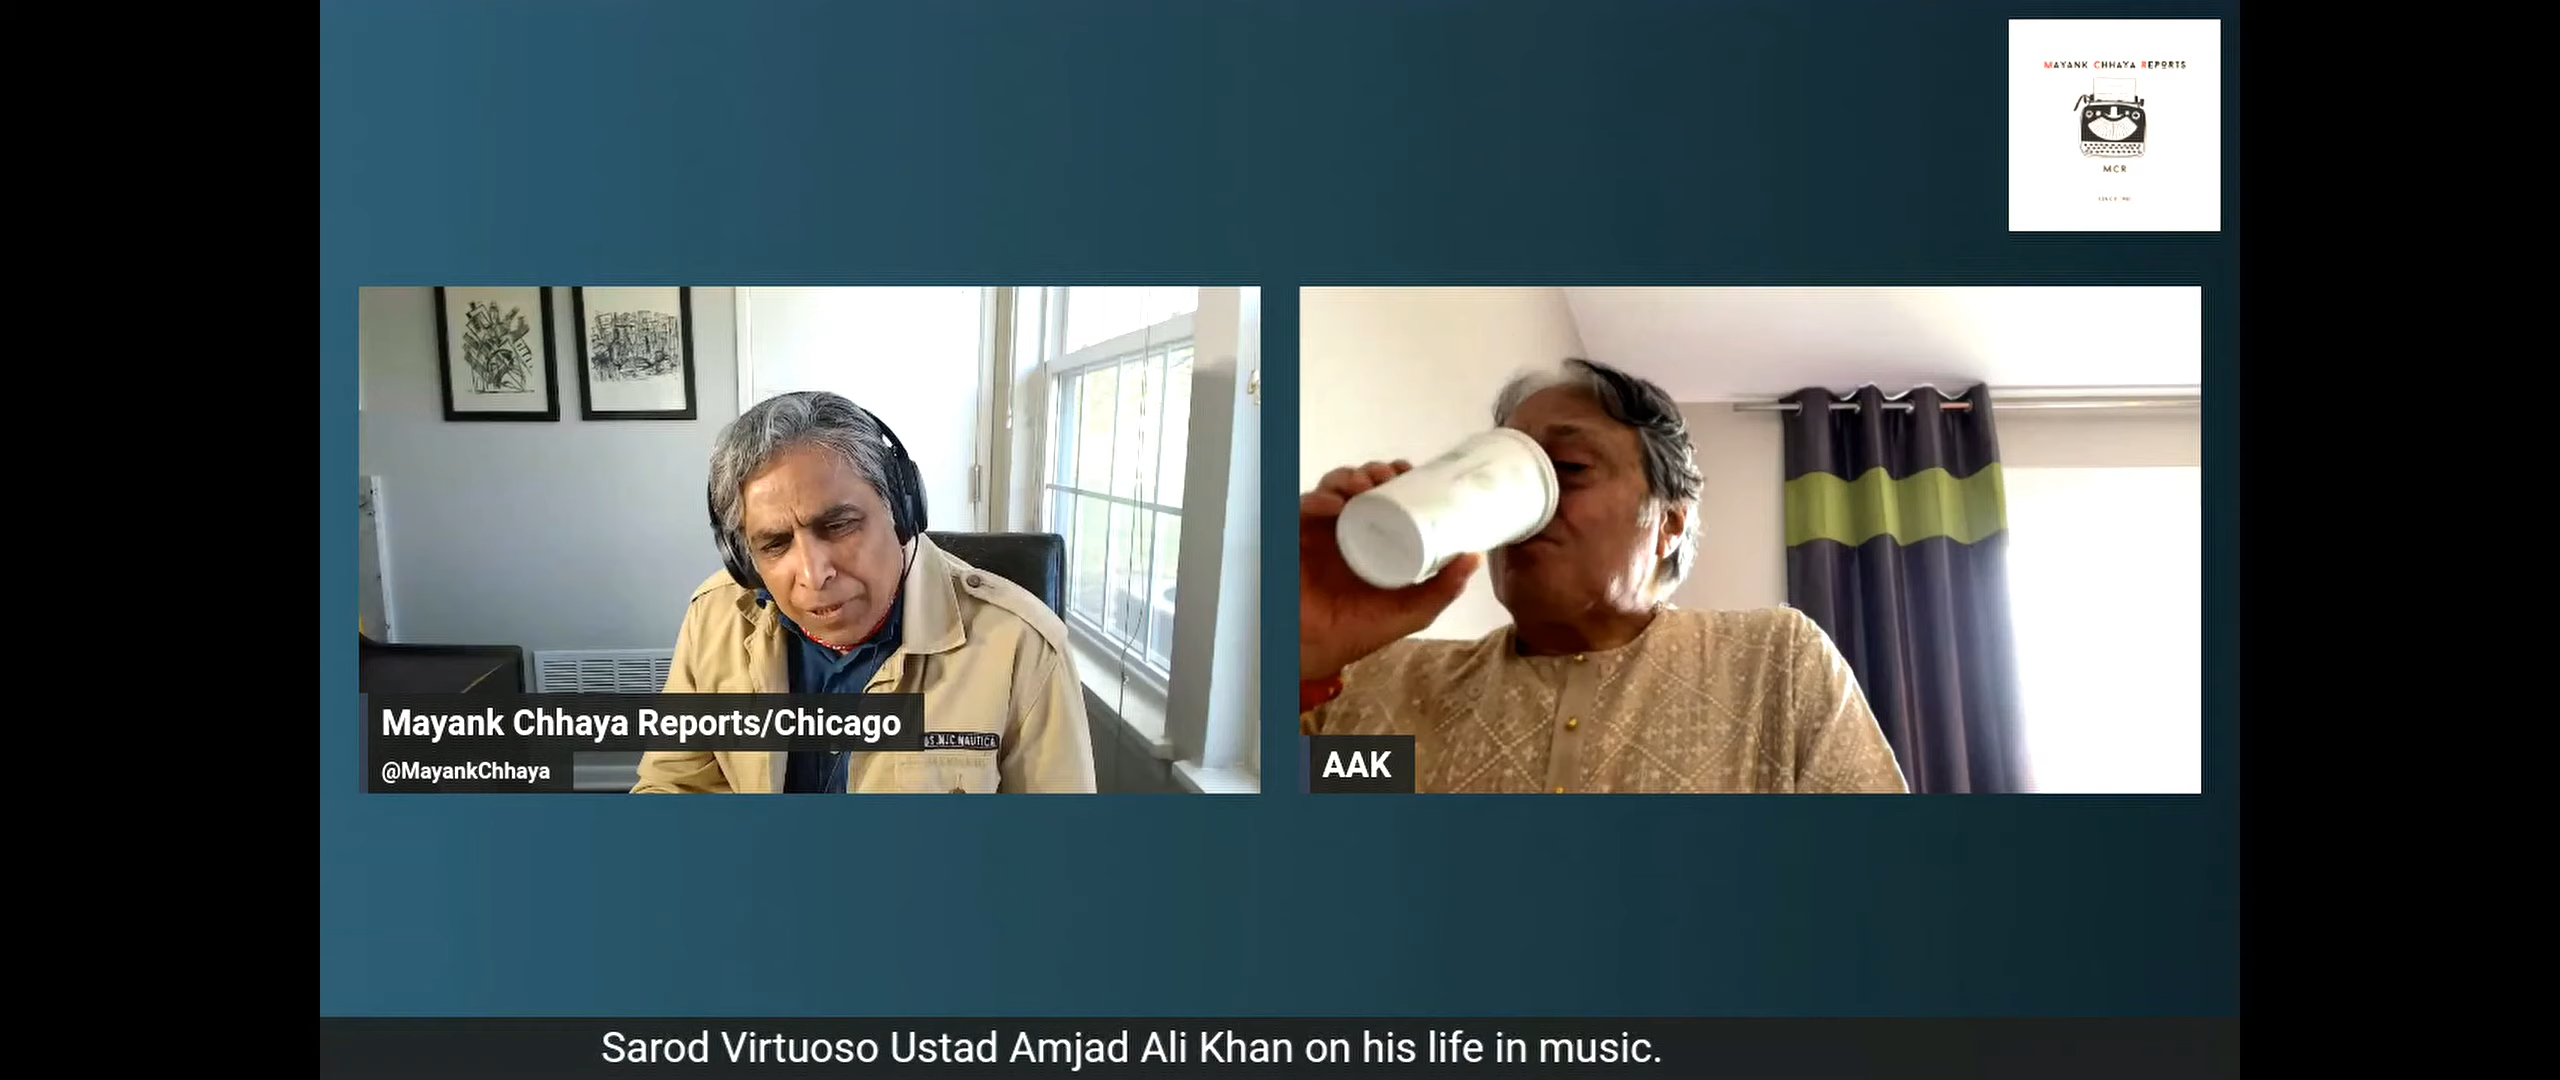 MAYANK CHHAYA REPORTS
MCR
S.N.I.C.NAUTICA
Mayank Chhaya Reports/Chicago
@MayankChhaya
AAK
Sarod Virtuoso Ustad Amjad Ali Khan on his life in music.